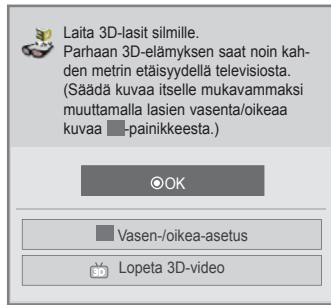 Laita 3D-lasit silmille.
Parhaan 3D-elämyksen saat noin kah-
den metrin etäisyydellä televisiosta.
(Säädä kuvaa itselle mukavammaksi
muuttamalla lasien vasenta/oikeaa
kuvaa -painikkeesta.)
OK
Vasen-/oikea-asetus
3D Lopeta 3D-video